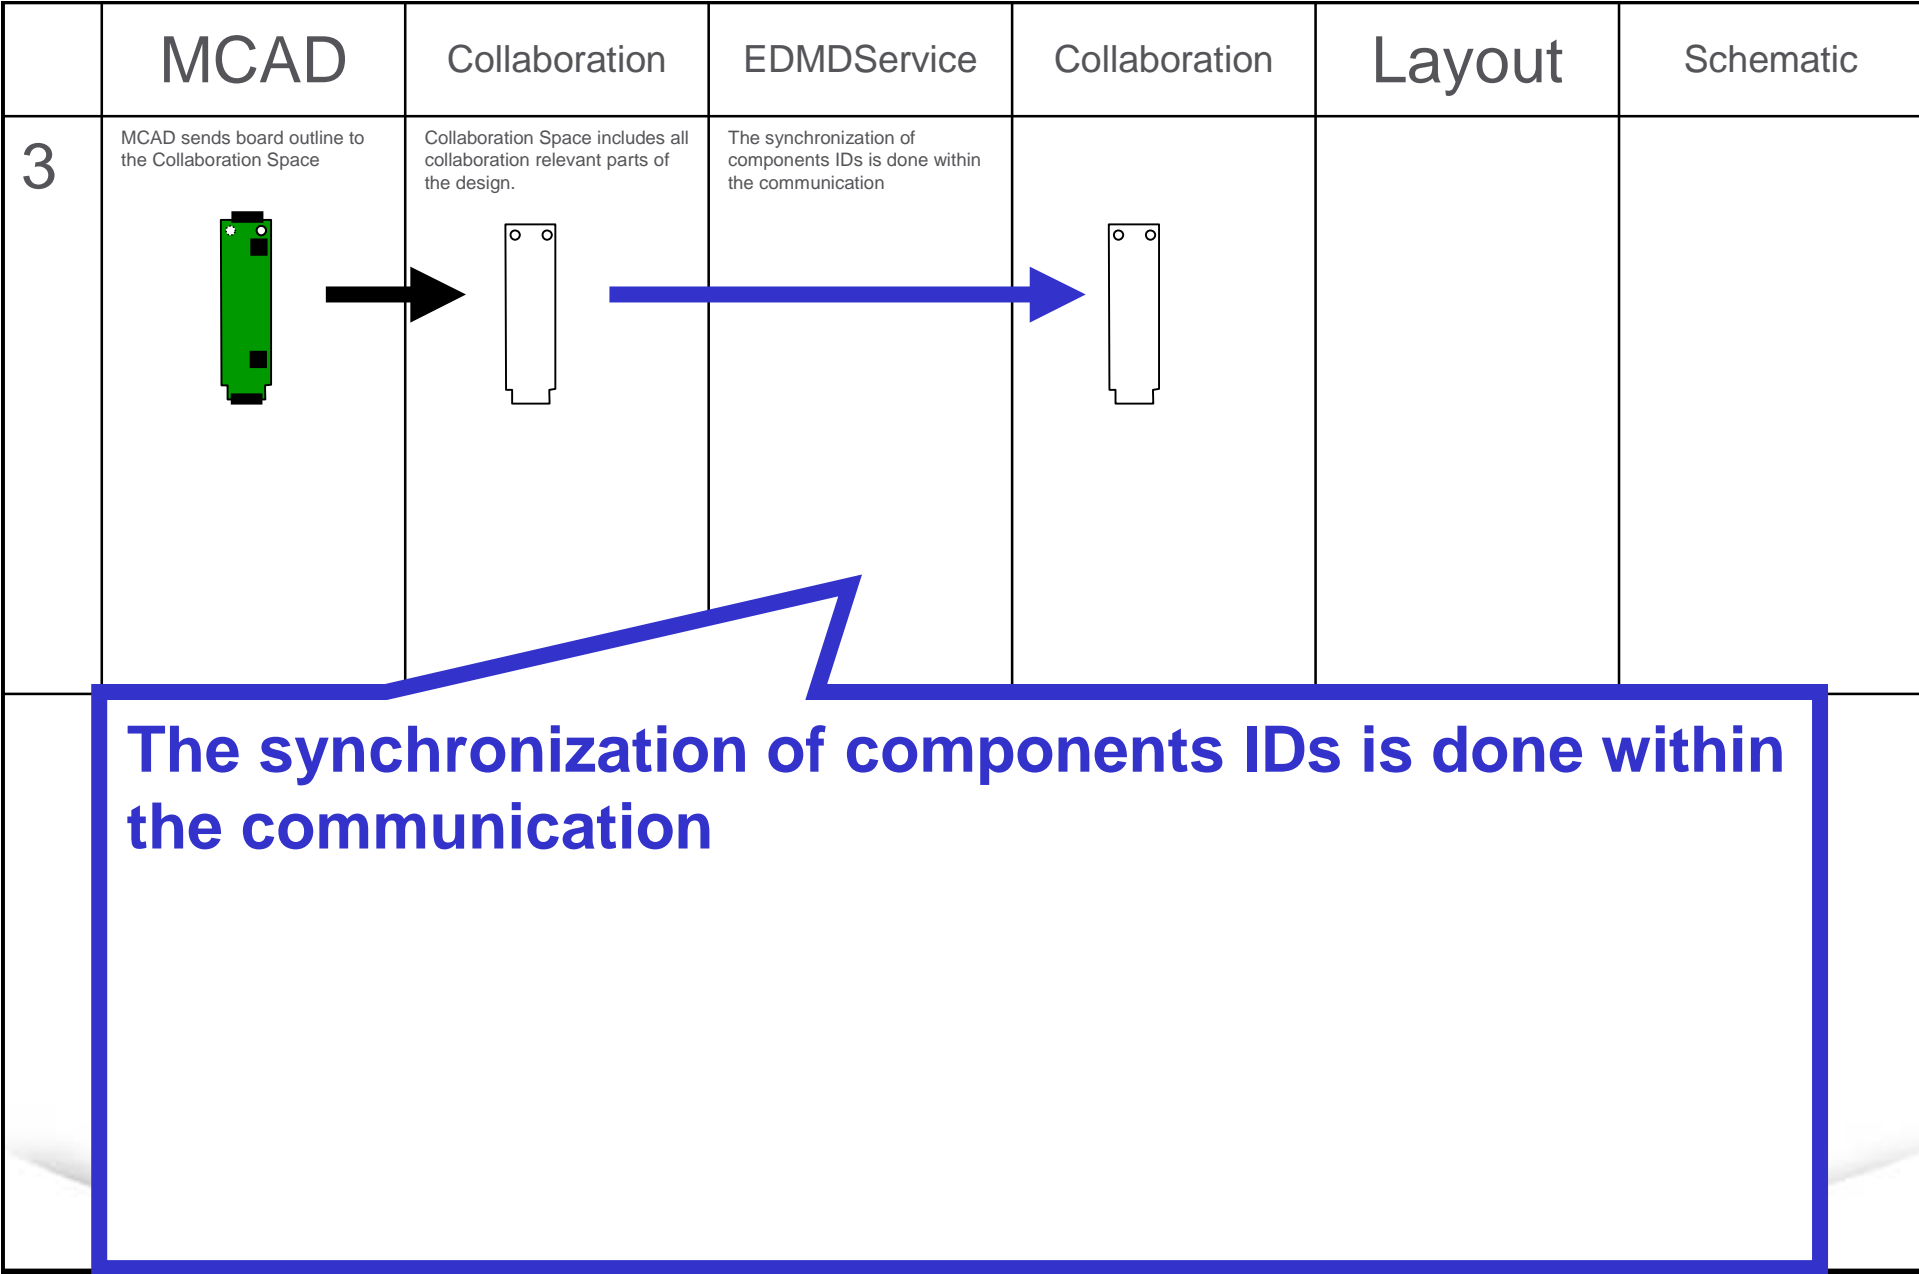 MCAD
Collaboration
EDMDService
Collaboration
Layout
Schematic
3
MCAD sends board outline to
the Collaboration Space
Collaboration Space includes all
collaboration relevant parts of
the design.
The synchronization of
components IDs is done within
the communication
The synchronization of components IDs is done within
the communication